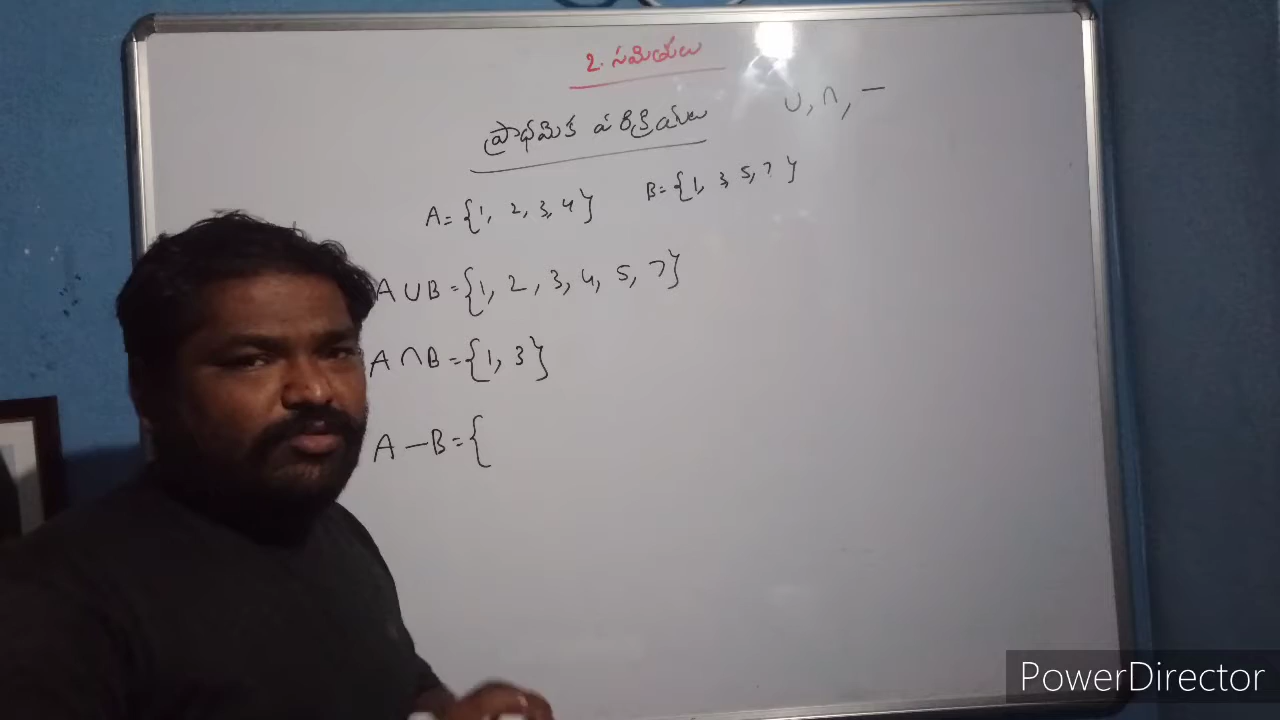 2. సమితులు
ప్రాథమిక పరిక్రియలు
∪, ∩, —
A = {1, 2, 3, 4}
B = {1, 3, 5, 7}
A ∪ B = {1, 2, 3, 4, 5, 7}
A ∩ B = {1, 3}
A — B = {
PowerDirector